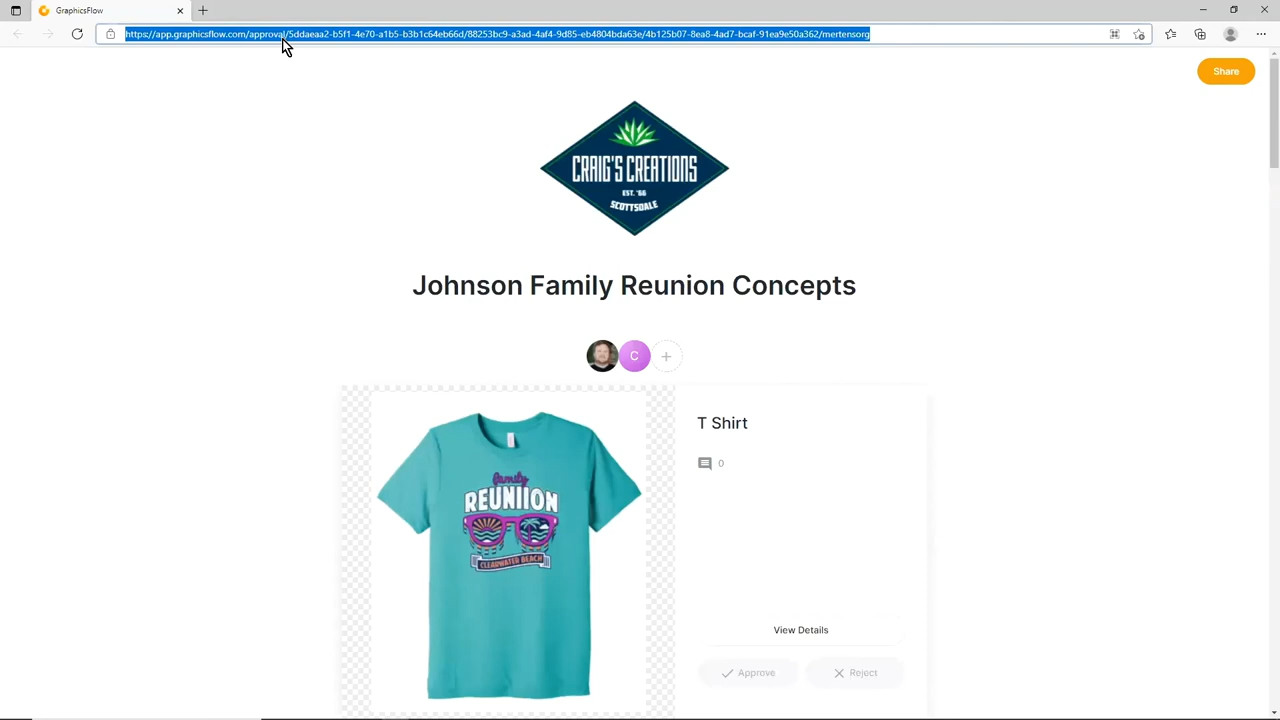 GraphicsFlow
https://app.graphicsflow.com/approval/5ddaeaa2-b5f1-4e70-a1b5-b3b1c64eb66d/88253bc9-a3ad-4af4-9d85-eb4804bda63e/4b125b07-8ea8-4ad7-bcaf-91ea9e50a362/mertensorg
Share
CRAIG'S CREATIONS
EST. '66
SCOTTSDALE
Johnson Family Reunion Concepts
C
T Shirt
0
family
REUNIION
CLEARWATER BEACH
View Details
Approve
Reject